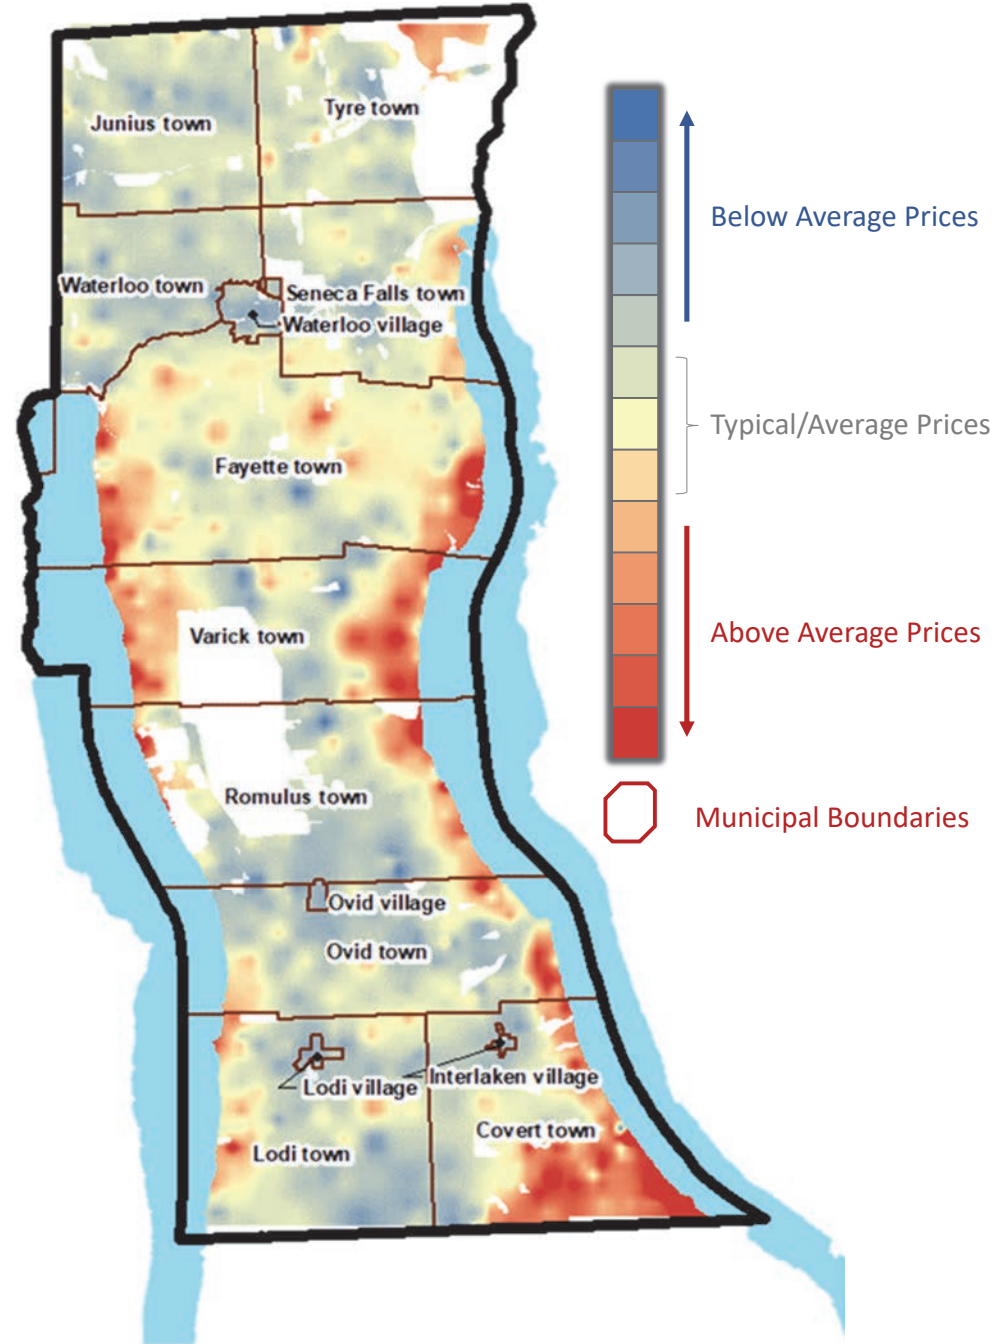 Tyre town
Junius town
Below Average Prices
Waterloo town
Seneca Falls town
Waterloo village
Typical/Average Prices
Fayette town
Varick town
Above Average Prices
Romulus town
Municipal Boundaries
Ovid village
Ovid town
Interlaken village
Lodi village
Covert town
Lodi town